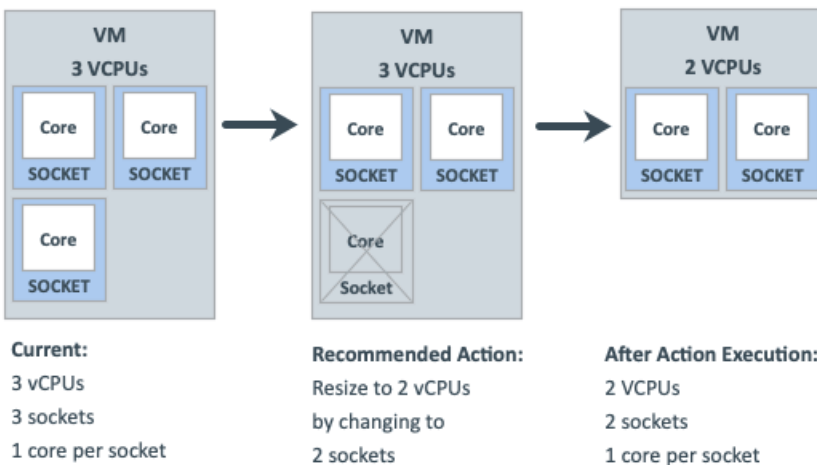 VM
3 VCPUs
Core
Core
SOCKET
SOCKET
Core
SOCKET
VM
3 VCPUs
Core
Core
SOCKET
SOCKET
Core
Socket
VM
2 VCPUs
Core
Core
SOCKET
SOCKET
Current:
3 vCPUs
3 sockets
1 core per socket
Recommended Action:
Resize to 2 vCPUs
by changing to
2 sockets
After Action Execution:
2 VCPUs
2 sockets
1 core per socket